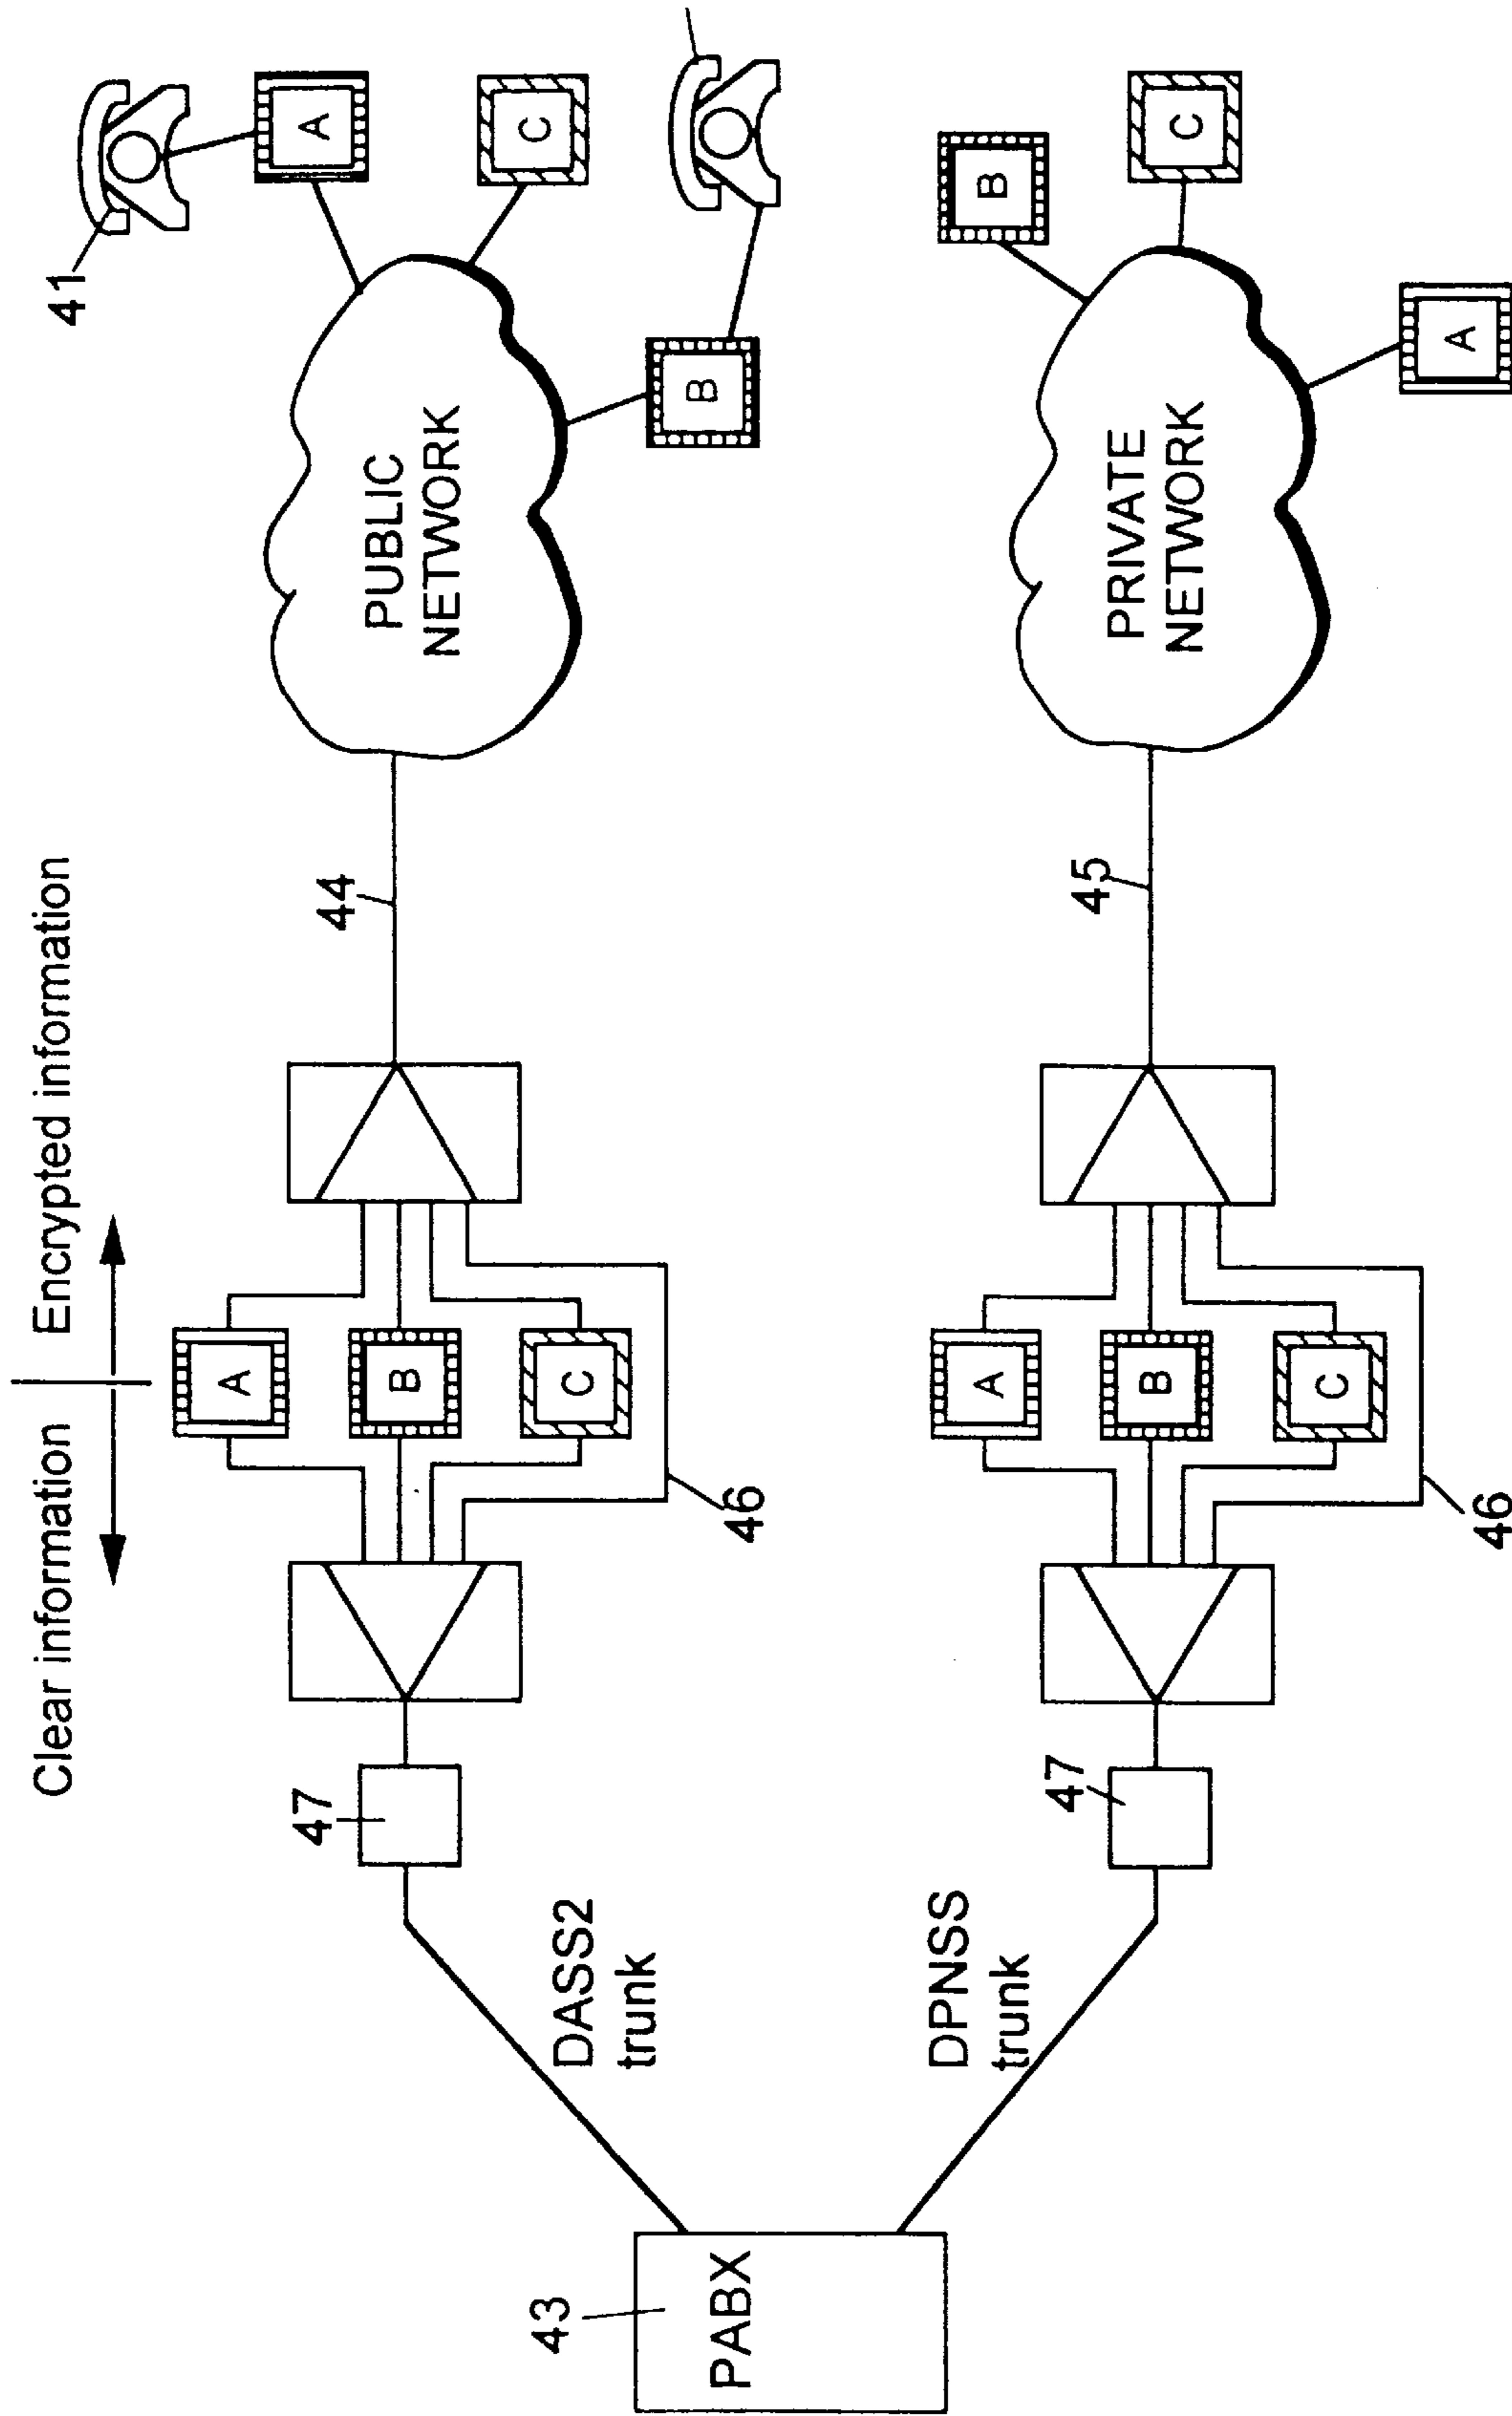 Clear information
Encrypted information
41
A
C
B
PUBLIC
NETWORK
44
A
B
C
46
47
DASS2
trunk
43
PABX
DPNSS
trunk
47
A
B
C
46
45
PRIVATE
NETWORK
B
C
A